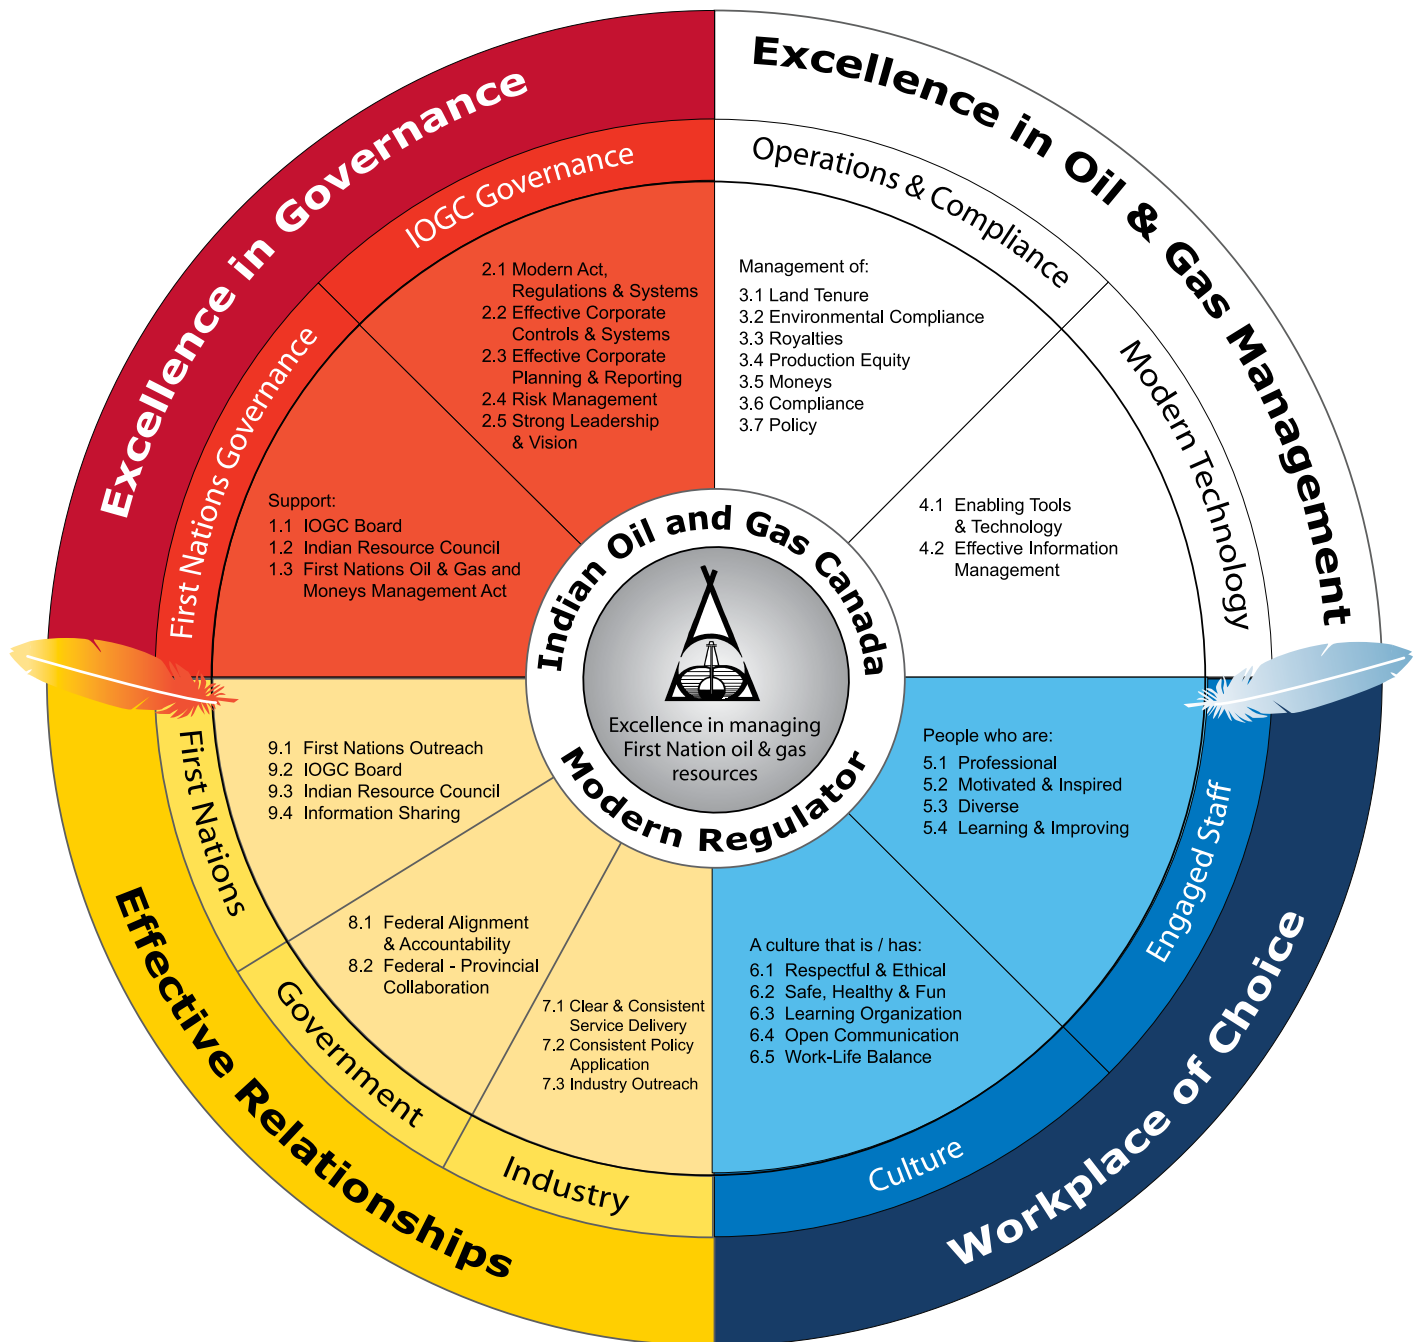 Excellence in Governance
Excellence in Oil & Gas Management
IOGC Governance
Operations & Compliance
First Nations Governance
Modern Technology
2.1 Modern Act,
Regulations & Systems
2.2 Effective Corporate
Controls & Systems
2.3 Effective Corporate
Planning & Reporting
2.4 Risk Management
2.5 Strong Leadership
& Vision
Management of:
3.1 Land Tenure
3.2 Environmental Compliance
3.3 Royalties
3.4 Production Equity
3.5 Moneys
3.6 Compliance
3.7 Policy
Support:
1.1 IOGC Board
1.2 Indian Resource Council
1.3 First Nations Oil & Gas and
Moneys Management Act
4.1 Enabling Tools
& Technology
4.2 Effective Information
Management
Indian Oil and Gas Canada
Excellence in managing
First Nation oil & gas
resources
Modern Regulator
First Nations
9.1 First Nations Outreach
9.2 IOGC Board
9.3 Indian Resource Council
9.4 Information Sharing
People who are:
5.1 Professional
5.2 Motivated & Inspired
5.3 Diverse
5.4 Learning & Improving
Engaged Staff
8.1 Federal Alignment
& Accountability
8.2 Federal - Provincial
Collaboration
Government
7.1 Clear & Consistent
Service Delivery
7.2 Consistent Policy
Application
7.3 Industry Outreach
Industry
A culture that is / has:
6.1 Respectful & Ethical
6.2 Safe, Healthy & Fun
6.3 Learning Organization
6.4 Open Communication
6.5 Work-Life Balance
Culture
Effective Relationships
Workplace of Choice